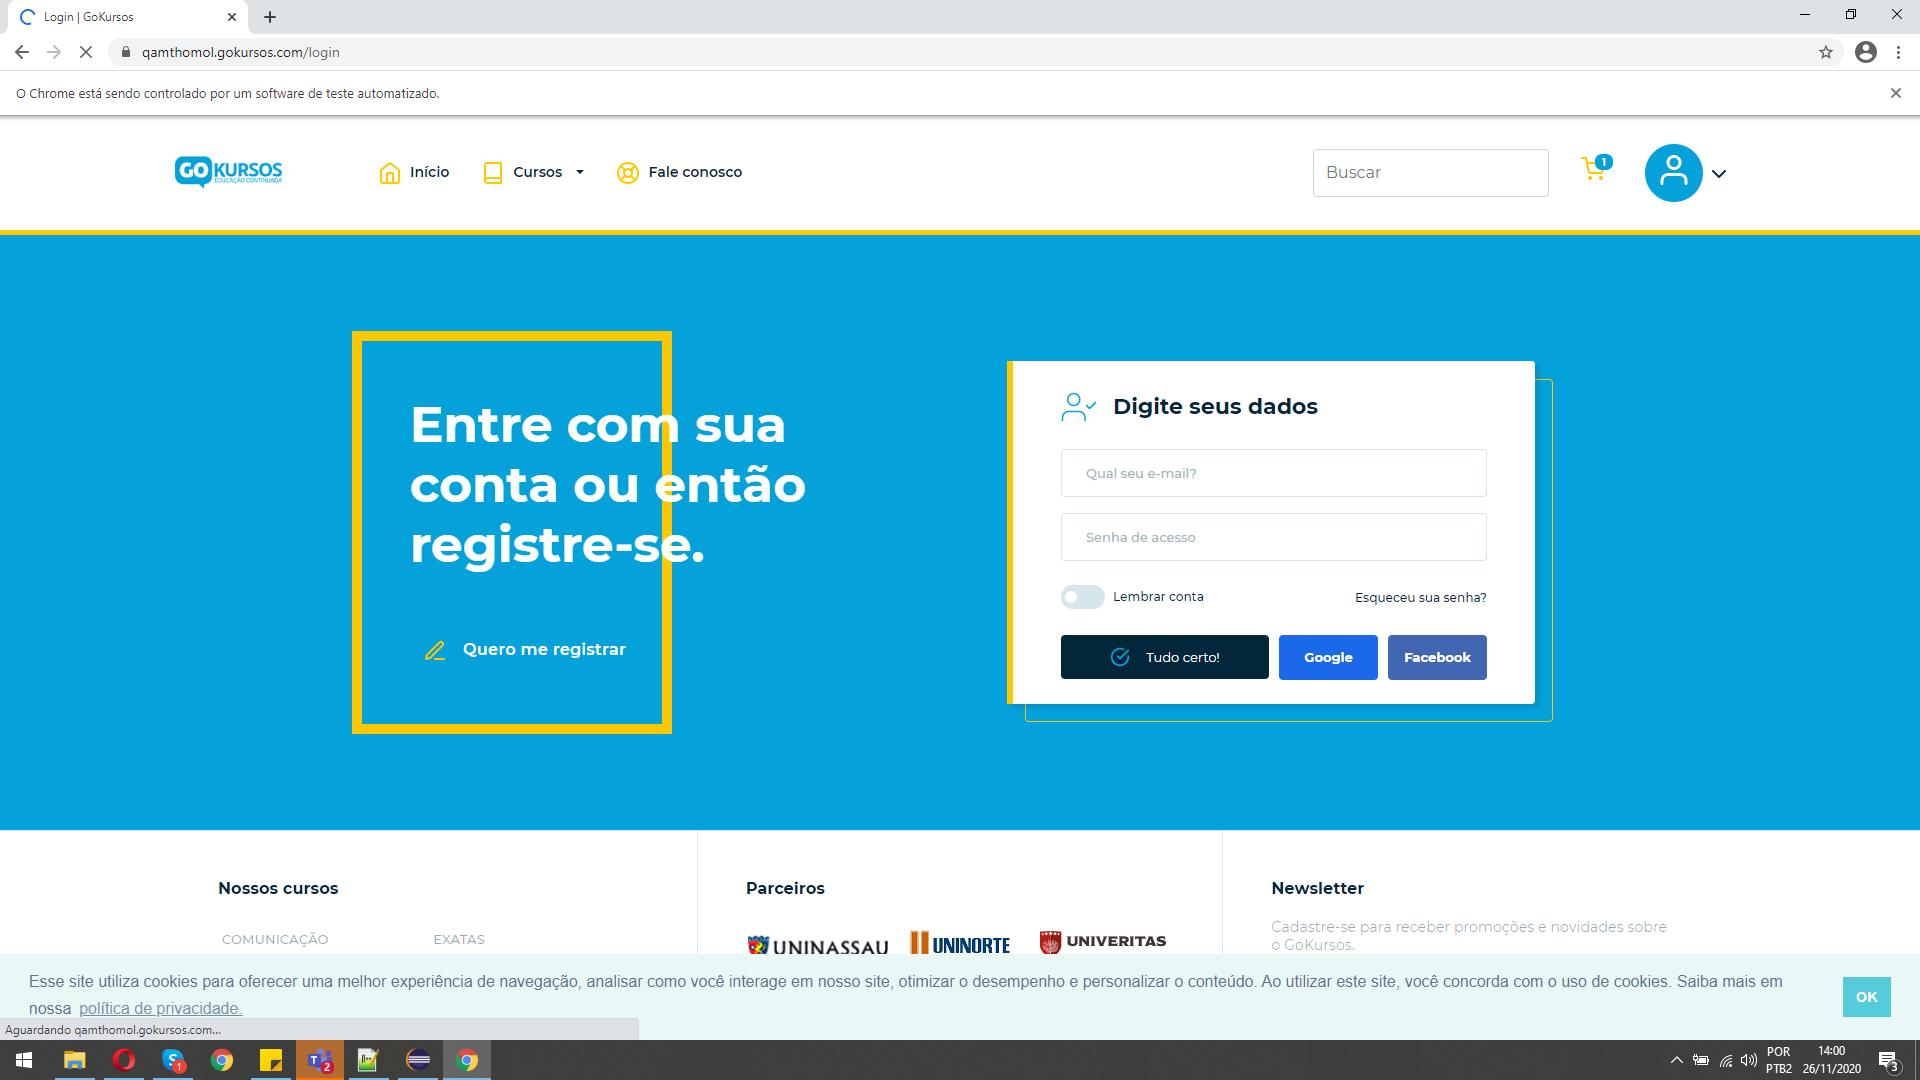 Login | GoKursos
qamthomol.gokursos.com/login
O Chrome está sendo controlado por um software de teste automatizado.
GO KURSOS
EDUCAÇÃO CONTINUADA
Início
Cursos
Fale conosco
Buscar
1
Entre com sua
conta ou então
registre-se.
Quero me registrar
Digite seus dados
Qual seu e-mail?
Senha de acesso
Lembrar conta
Esqueceu sua senha?
Tudo certo!
Google
Facebook
Nossos cursos
COMUNICAÇÃO
EXATAS
Parceiros
UNINASSAU
UNINORTE
UNIVERITAS
Newsletter
Cadastre-se para receber promoções e novidades sobre
o GoKursos.
Esse site utiliza cookies para oferecer uma melhor experiência de navegação, analisar como você interage em nosso site, otimizar o desempenho e personalizar o conteúdo. Ao utilizar este site, você concorda com o uso de cookies. Saiba mais em
nossa política de privacidade.
OK
Aguardando qamthomol.gokursos.com...
1
2
POR
PTB2
14:00
26/11/2020
3